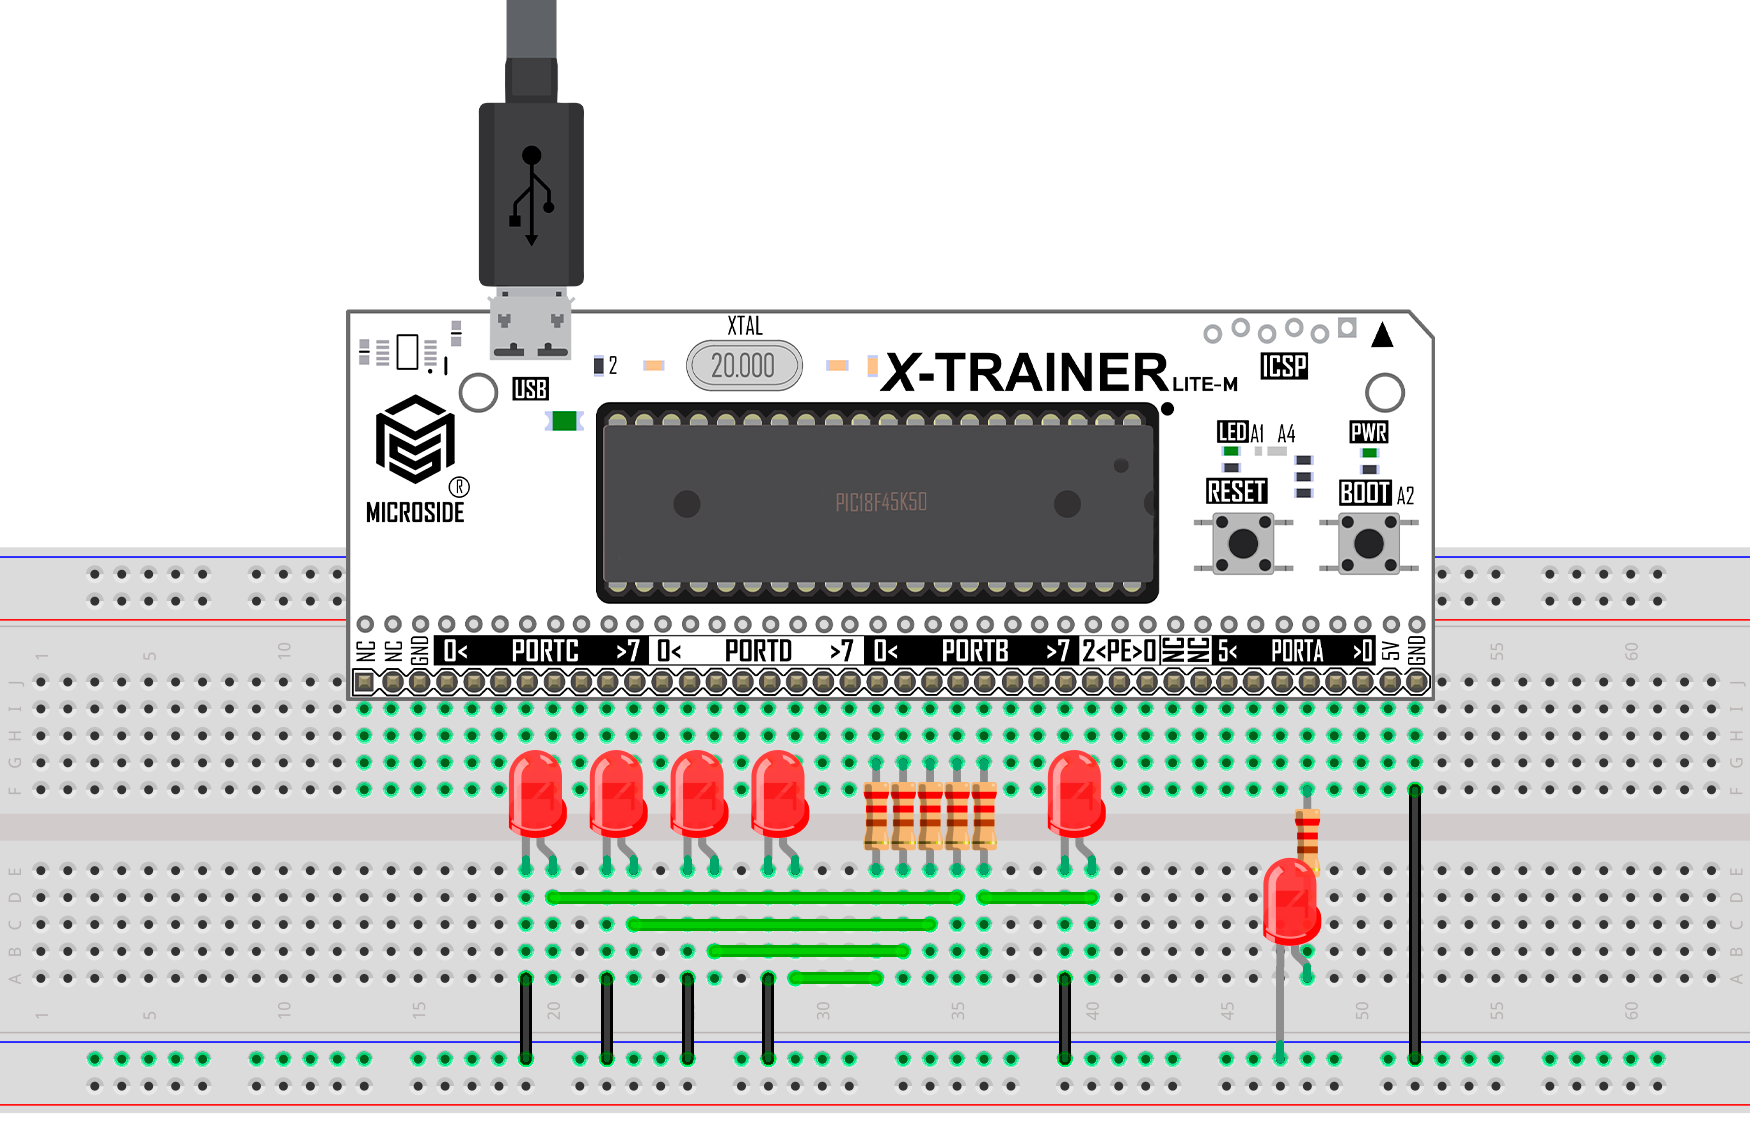 XTAL
20.000
2
X-TRAINER LITE-M
ICSP
USB
LED A1 A4
PWR
RESET
BOOT A2
MICROSIDE ®
PIC18F45K50
NC NC GND 0< PORTC >7 0< PORTD >7 0< PORTB >7 2<PE>0 NC NC 5< PORTA >0 5V GND
1 5 10 55 60
J J
I I
H H
G G
F F
E E
D D
C C
B B
A A
1 5 10 15 20 30 35 40 45 50 55 60